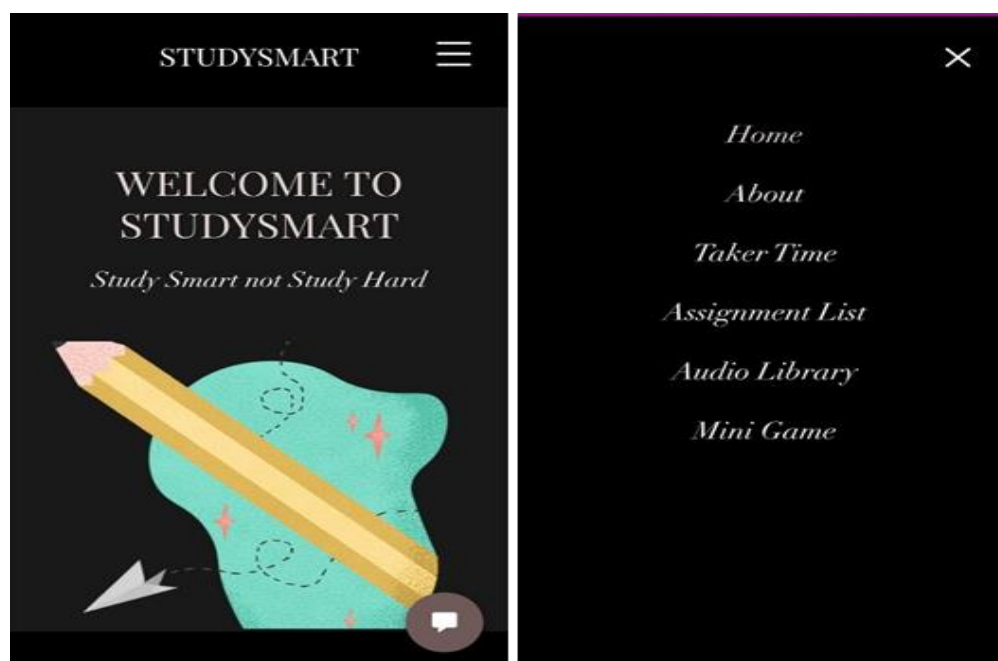 STUDYSMART
WELCOME TO
STUDYSMART
Study Smart not Study Hard
Home
About
Taker Time
Assignment List
Audio Library
Mini Game